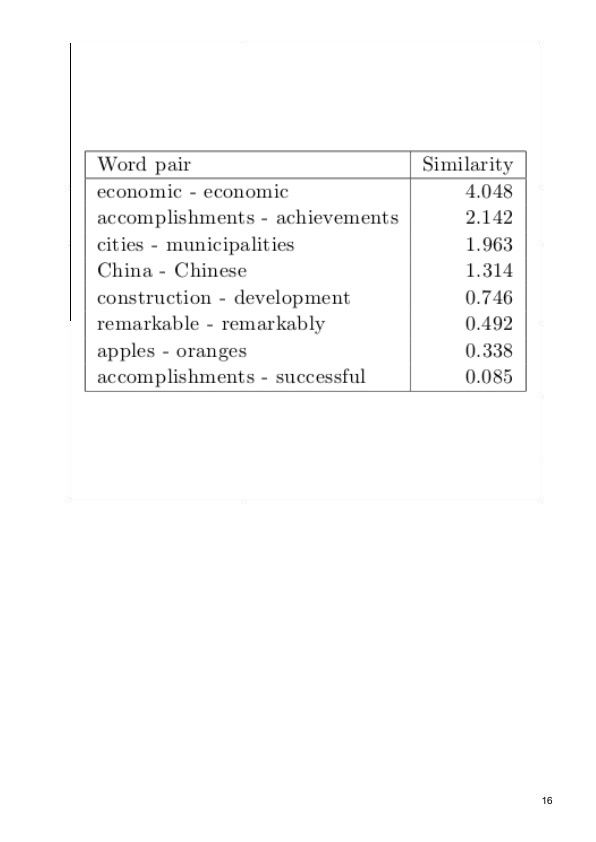 Word pair Similarity
economic - economic 4.048
accomplishments - achievements 2.142
cities - municipalities 1.963
China - Chinese 1.314
construction - development 0.746
remarkable - remarkably 0.492
apples - oranges 0.338
accomplishments - successful 0.085
16